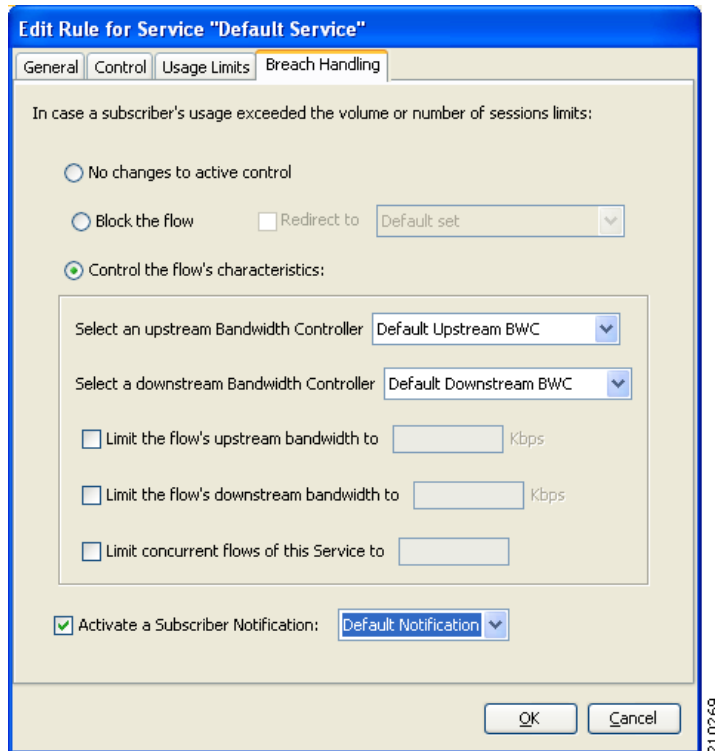 Edit Rule for Service "Default Service"
General Control Usage Limits Breach Handling
In case a subscriber's usage exceeded the volume or number of sessions limits:
No changes to active control
Block the flow Redirect to Default set
Control the flow's characteristics:
Select an upstream Bandwidth Controller Default Upstream BWC
Select a downstream Bandwidth Controller Default Downstream BWC
Limit the flow's upstream bandwidth to Kbps
Limit the flow's downstream bandwidth to Kbps
Limit concurrent flows of this Service to
Activate a Subscriber Notification: Default Notification
OK Cancel
210269